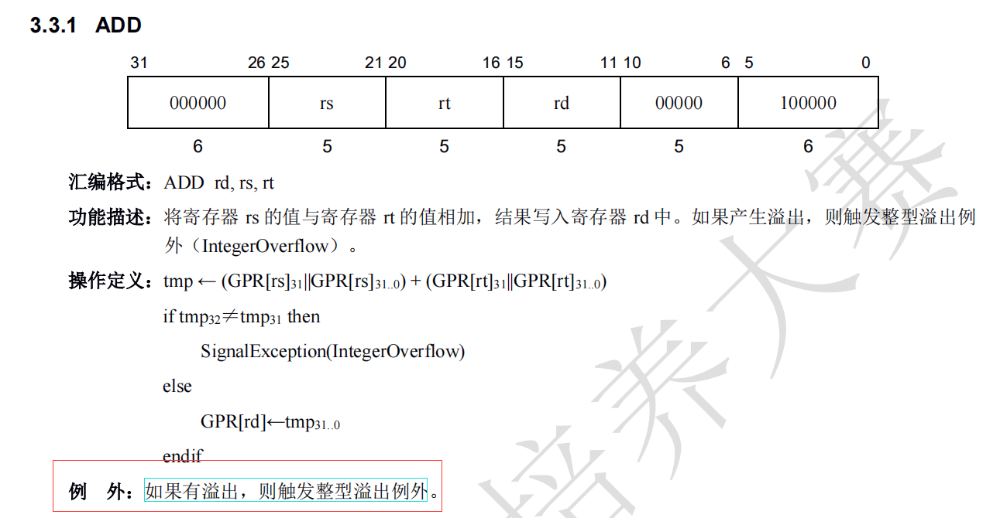 3.3.1 ADD
31 26 25 21 20 16 15 11 10 6 5 0
000000 rs rt rd 00000 100000
6 5 5 5 5 6
汇编格式：ADD rd, rs, rt
功能描述：将寄存器 rs 的值与寄存器 rt 的值相加，结果写入寄存器 rd 中。如果产生溢出，则触发整型溢出例
外（IntegerOverflow）。
操作定义：tmp ← (GPR[rs]31||GPR[rs]31..0) + (GPR[rt]31||GPR[rt]31..0)
if tmp32≠tmp31 then
SignalException(IntegerOverflow)
else
GPR[rd]←tmp31..0
endif
例 外：如果有溢出，则触发整型溢出例外。
培养大赛